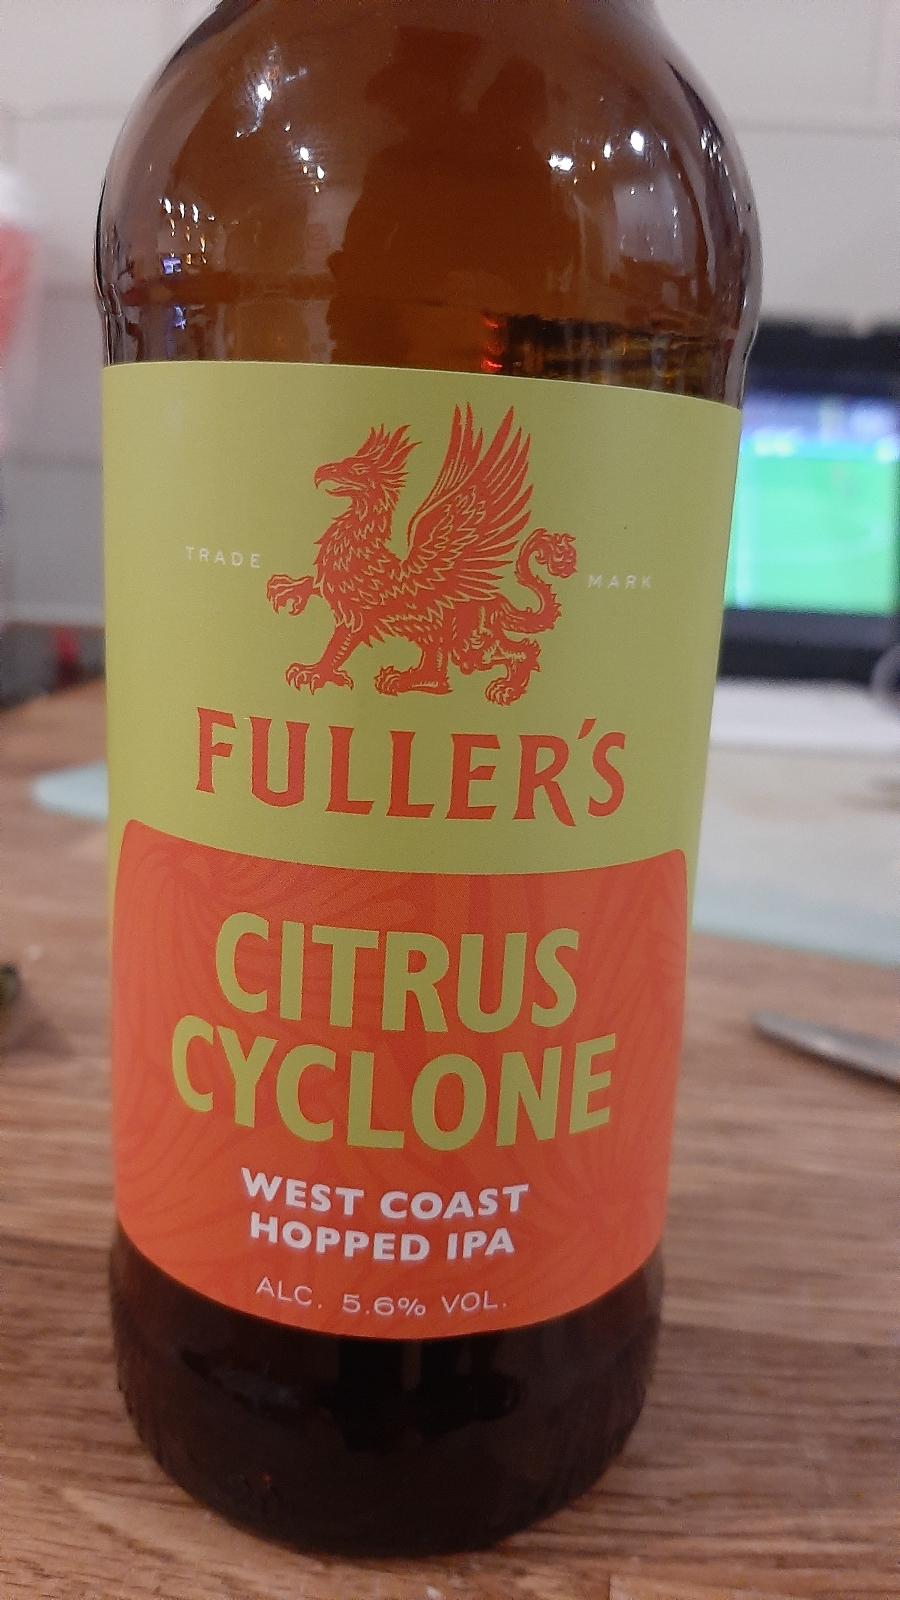 TRADE MARK
FULLER'S
CITRUS
CYCLONE
WEST COAST
HOPPED IPA
ALC. 5.6% VOL.